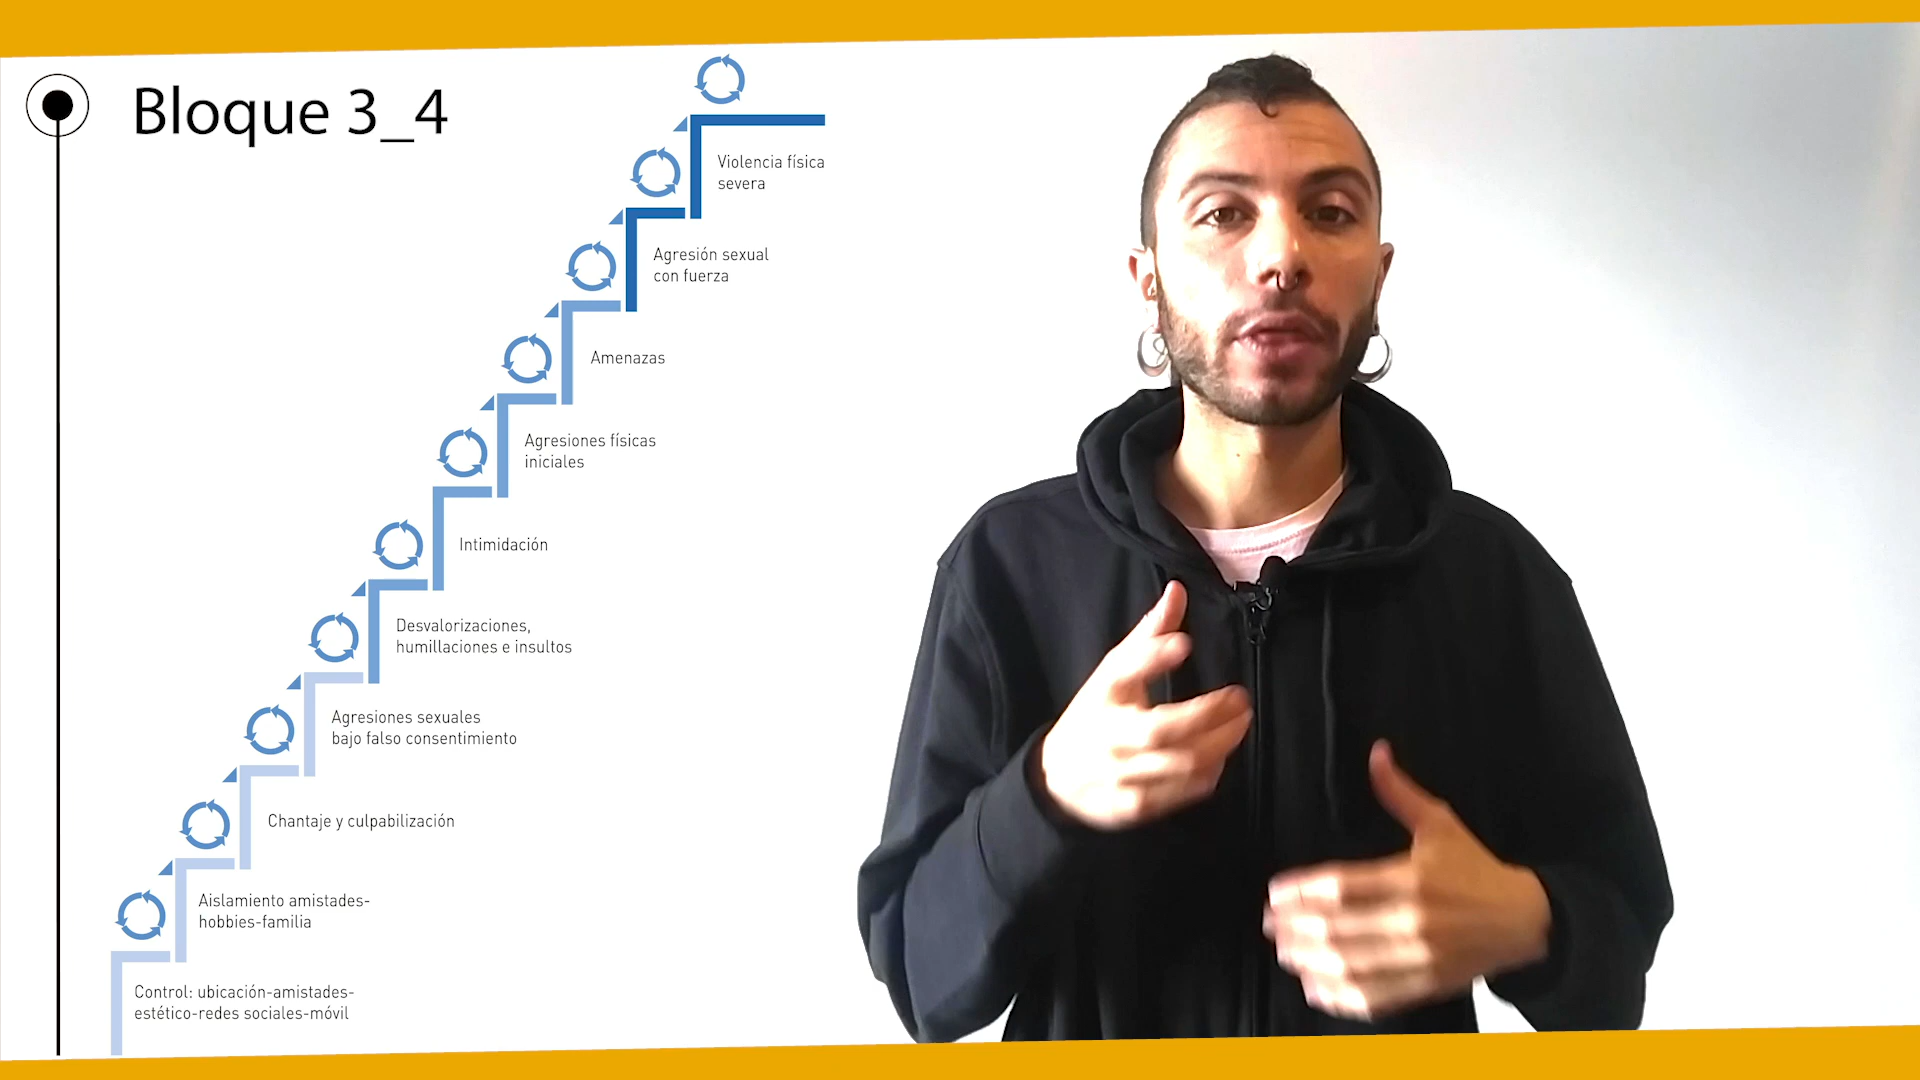 Bloque 3_4
Violencia física
severa
Agresión sexual
con fuerza
Amenazas
Agresiones físicas
iniciales
Intimidación
Desvalorizaciones,
humillaciones e insultos
Agresiones sexuales
bajo falso consentimiento
Chantaje y culpabilización
Aislamiento amistades-
hobbies-familia
Control: ubicación-amistades-
estético-redes sociales-móvil